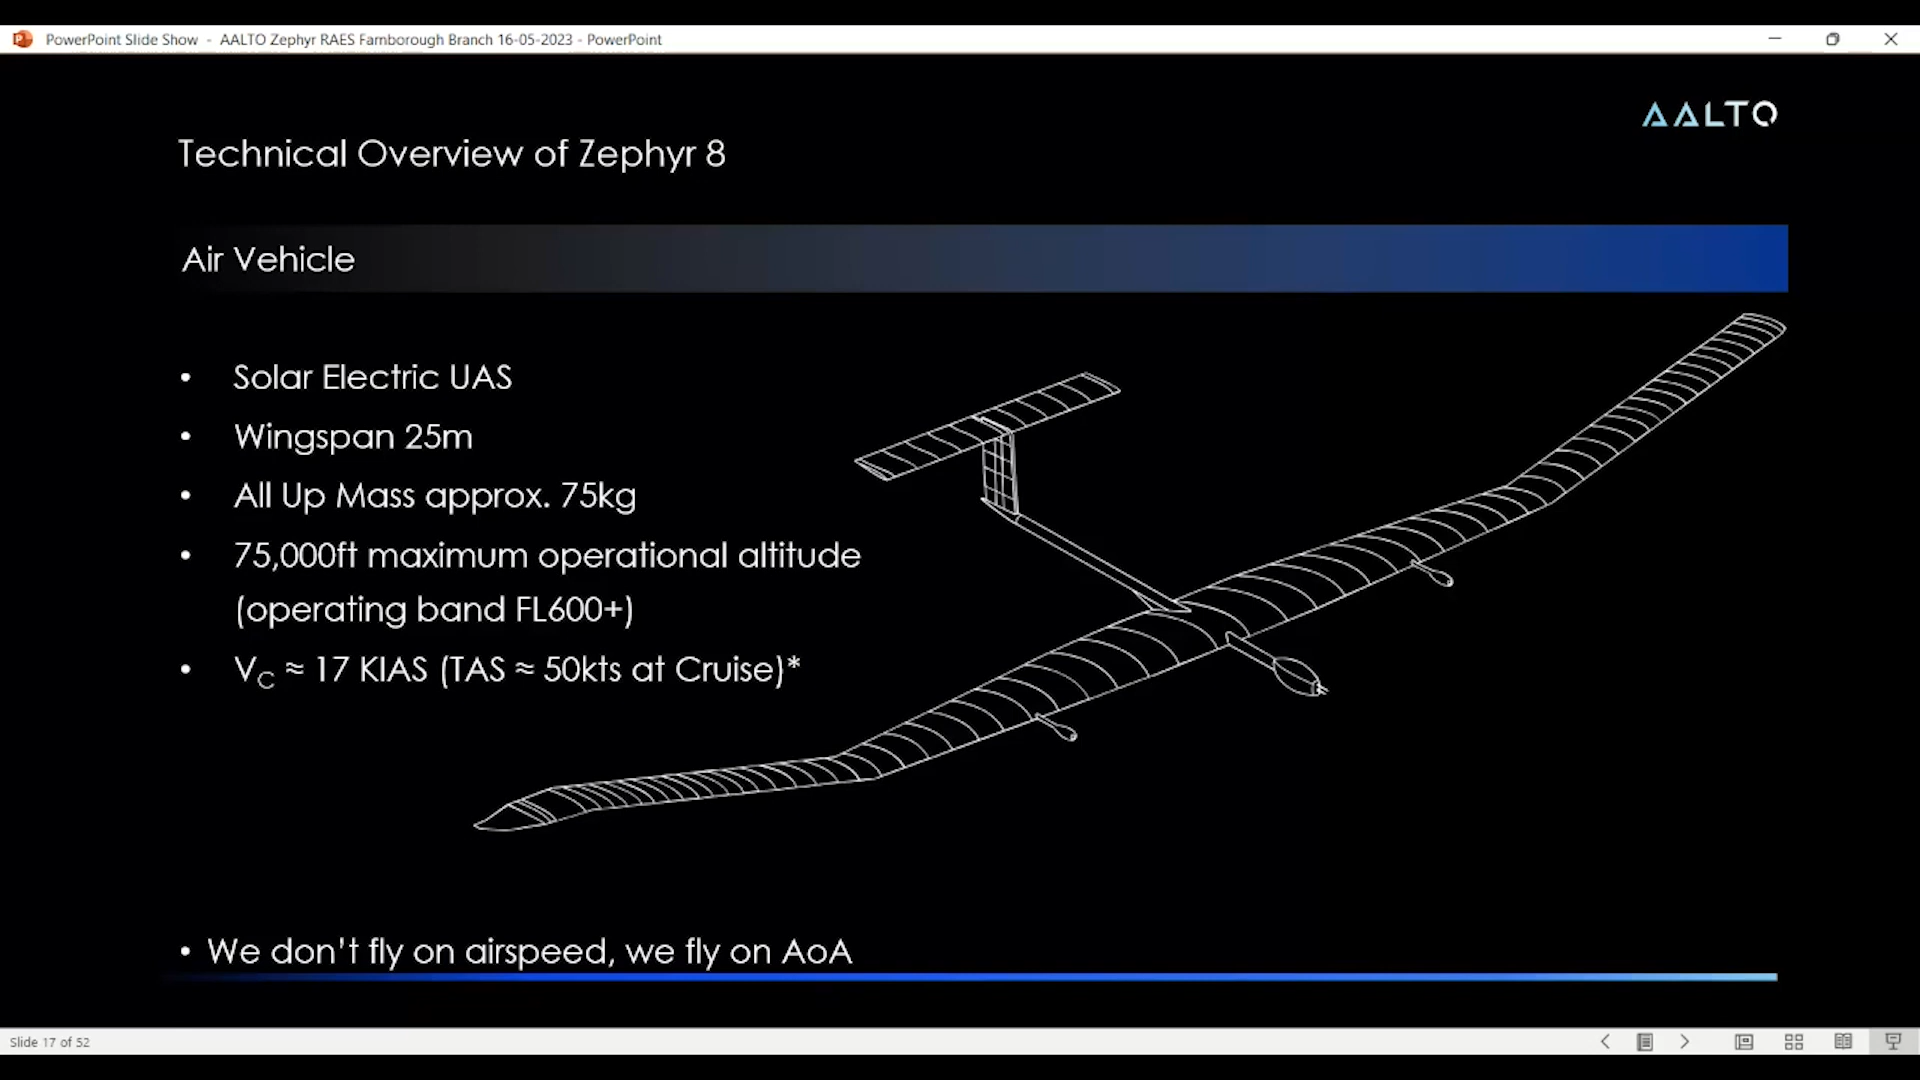 PowerPoint Slide Show - AALTO Zephyr RAES Farnborough Branch 16-05-2023 - PowerPoint
AALTO
Technical Overview of Zephyr 8
Air Vehicle
• Solar Electric UAS
• Wingspan 25m
• All Up Mass approx. 75kg
• 75,000ft maximum operational altitude
(operating band FL600+)
• VC ≈ 17 KIAS (TAS ≈ 50kts at Cruise)*
• We don't fly on airspeed, we fly on AoA
Slide 17 of 52